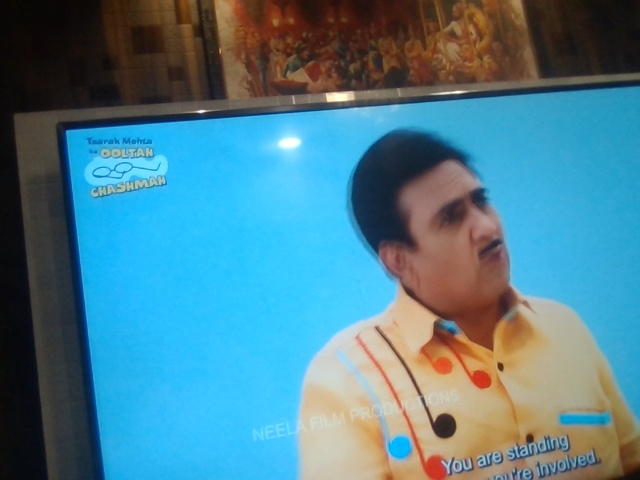 Taarak Mehta
ka OOLTAH
CHASHMAH
NEELA FILM PRODUCTIONS
You are standing
you're involved.